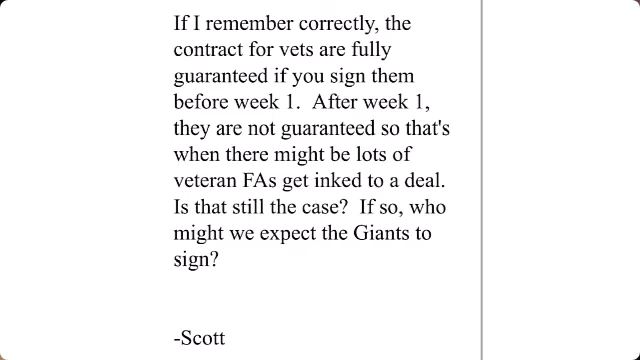 If I remember correctly, the
contract for vets are fully
guaranteed if you sign them
before week 1.  After week 1,
they are not guaranteed so that's
when there might be lots of
veteran FAs get inked to a deal.
Is that still the case?  If so, who
might we expect the Giants to
sign?
-Scott